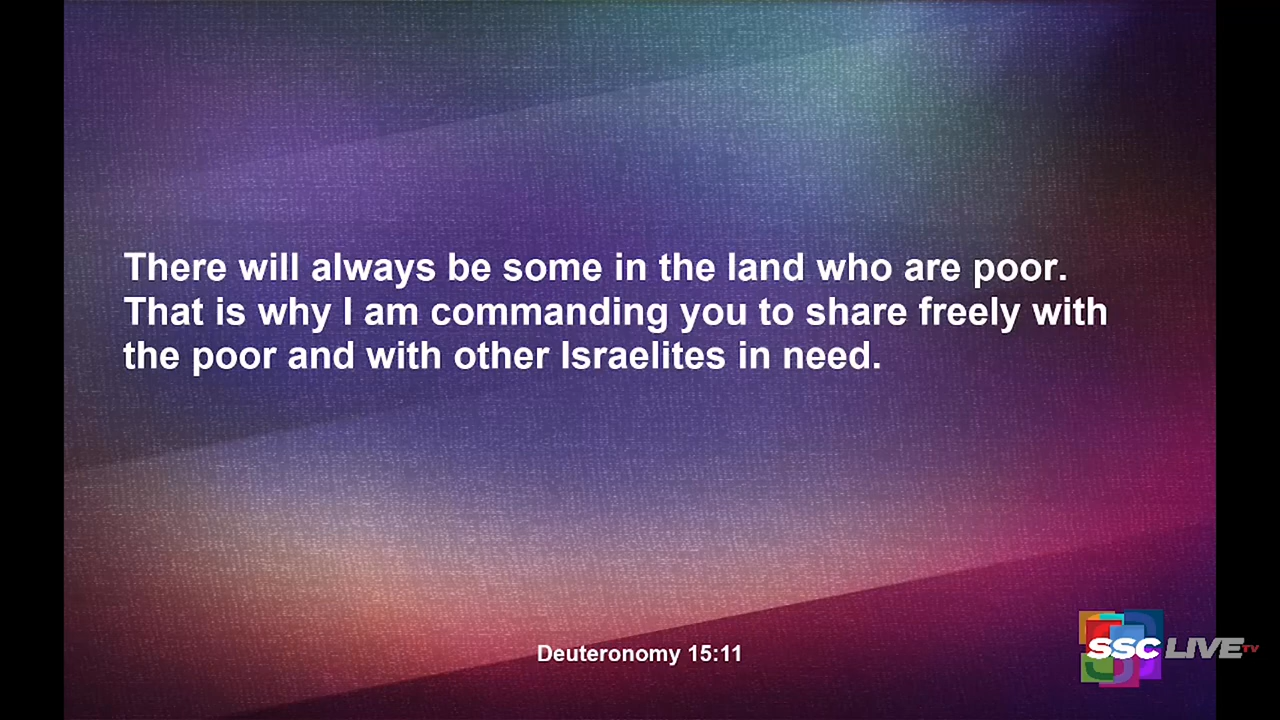 There will always be some in the land who are poor.
That is why I am commanding you to share freely with
the poor and with other Israelites in need.
Deuteronomy 15:11
SSC LIVE TV